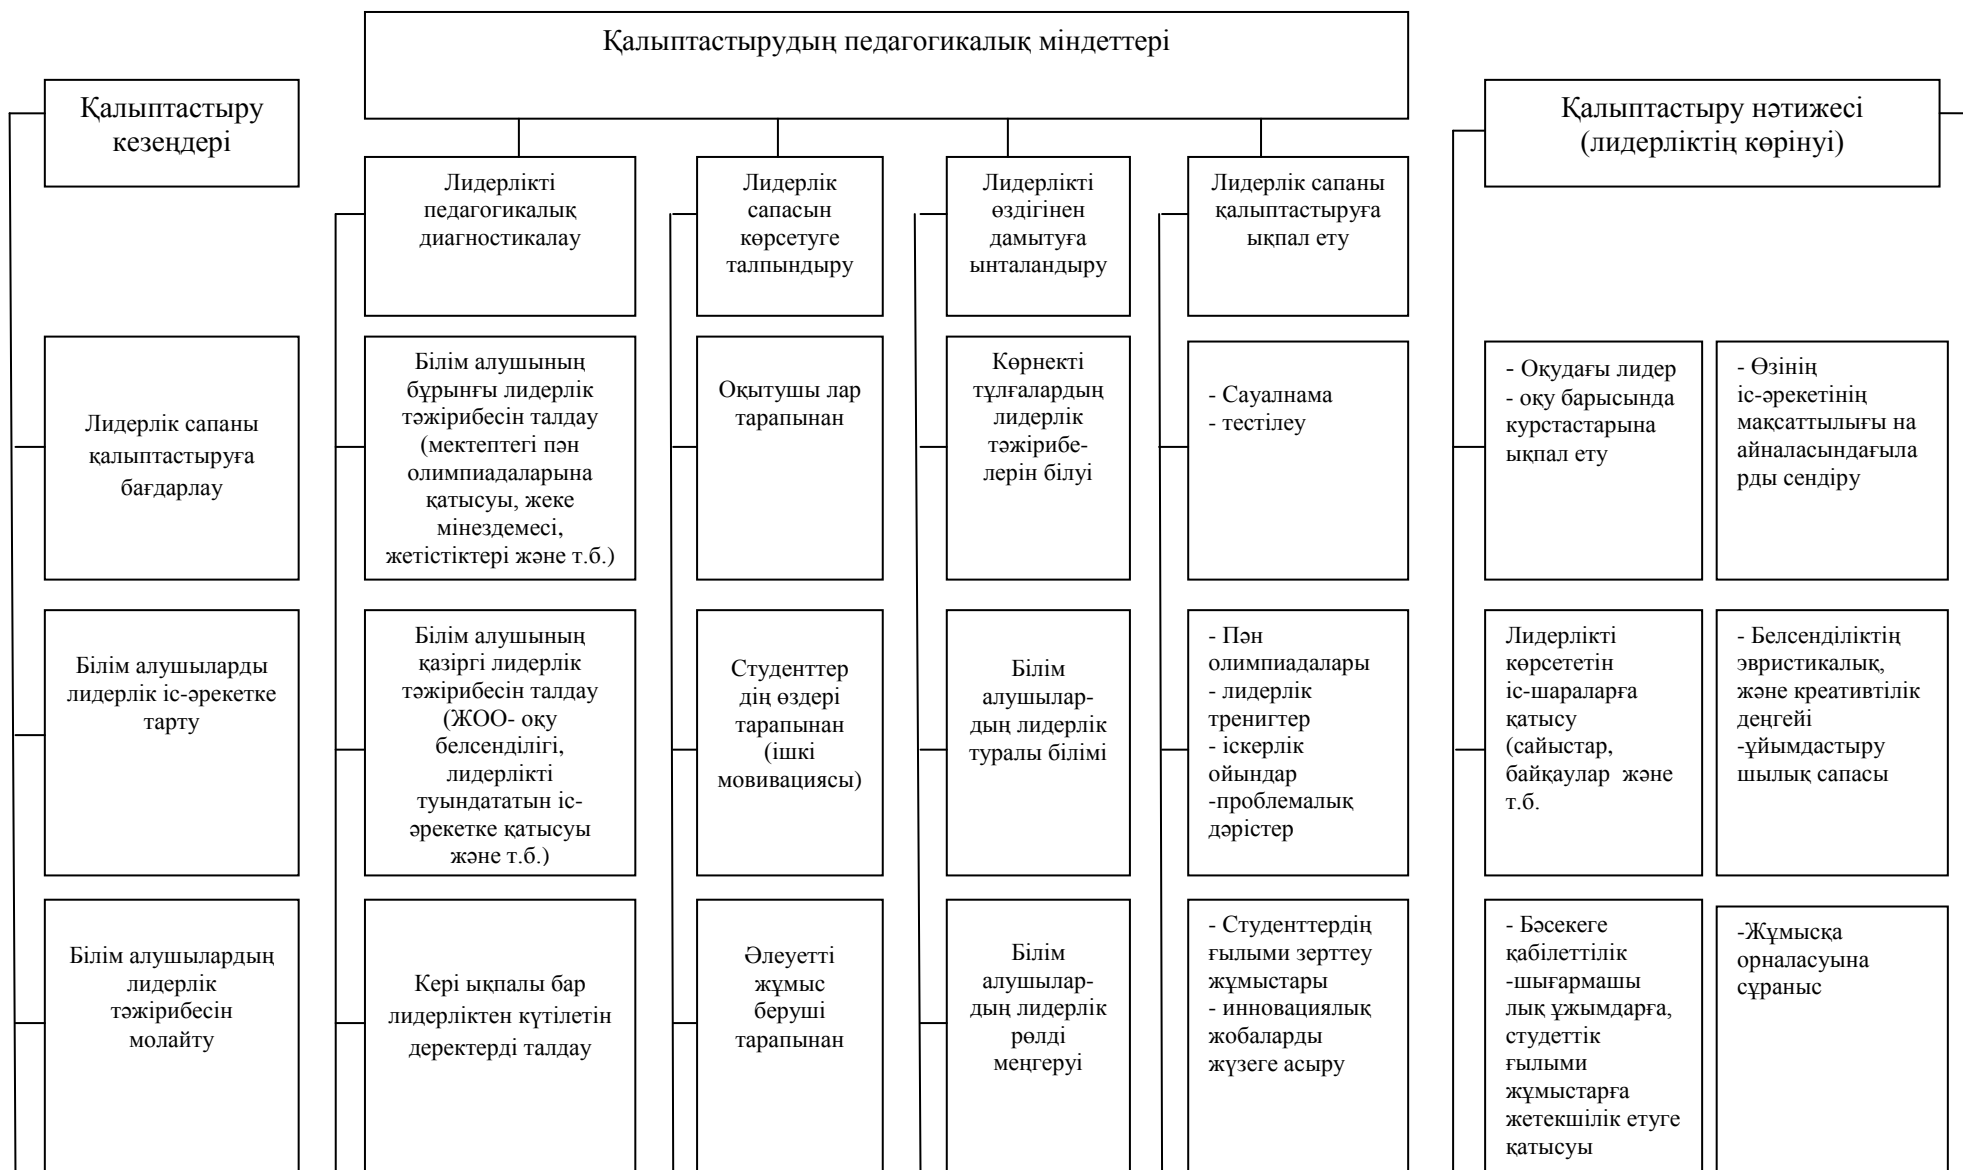 Қалыптастырудың педагогикалық міндеттері
Қалыптастыру
кезеңдері
Қалыптастыру нәтижесі
(лидерліктің көрінуі)
Лидерлікті
педагогикалық
диагностикалау
Лидерлік
сапасын
көрсетуге
талпындыру
Лидерлікті
өздігінен
дамытуға
ынталандыру
Лидерлік сапаны
қалыптастыруға
ықпал ету
Лидерлік сапаны
қалыптастыруға
бағдарлау
Білім алушының
бұрынғы лидерлік
тәжірибесін талдау
(мектептегі пән
олимпиадаларына
қатысуы, жеке
мінездемесі,
жетістіктері және т.б.)
Оқытушы лар
тарапынан
Көрнекті
тұлғалардың
лидерлік
тәжірибе-
лерін білуі
- Сауалнама
- тестілеу
- Оқудағы лидер
- оқу барысында
курстастарына
ықпал ету
- Өзінің
іс-әрекетінің
мақсаттылығы на
айналасындағыла
рды сендіру
Білім алушыларды
лидерлік іс-әрекетке
тарту
Білім алушының
қазіргі лидерлік
тәжірибесін талдау
(ЖОО- оқу
белсенділігі,
лидерлікті
туындататын іс-
әрекетке қатысуы
және т.б.)
Студенттер
дің өздері
тарапынан
(ішкі
мовивациясы)
Білім
алушылар-
дың лидерлік
туралы білімі
- Пән
олимпиадалары
- лидерлік
тренигтер
- іскерлік
ойындар
-проблемалық
дәрістер
Лидерлікті
көрсететін
іс-шараларға
қатысу
(сайыстар,
байқаулар және
т.б.
- Белсенділіктің
эвристикалық,
және креативтілік
деңгейі
-ұйымдастыру
шылық сапасы
Білім алушылардың
лидерлік
тәжірибесін
молайту
Кері ықпалы бар
лидерліктен күтілетін
деректерді талдау
Әлеуетті
жұмыс
беруші
тарапынан
Білім
алушылар-
дың лидерлік
рөлді
меңгеруі
- Студенттердің
ғылыми зерттеу
жұмыстары
- инновациялық
жобаларды
жүзеге асыру
- Бәсекеге
қабілеттілік
-шығармашы
лық ұжымдарға,
студеттік
ғылыми
жұмыстарға
жетекшілік етуге
қатысуы
-Жұмысқа
орналасуына
сұраныс